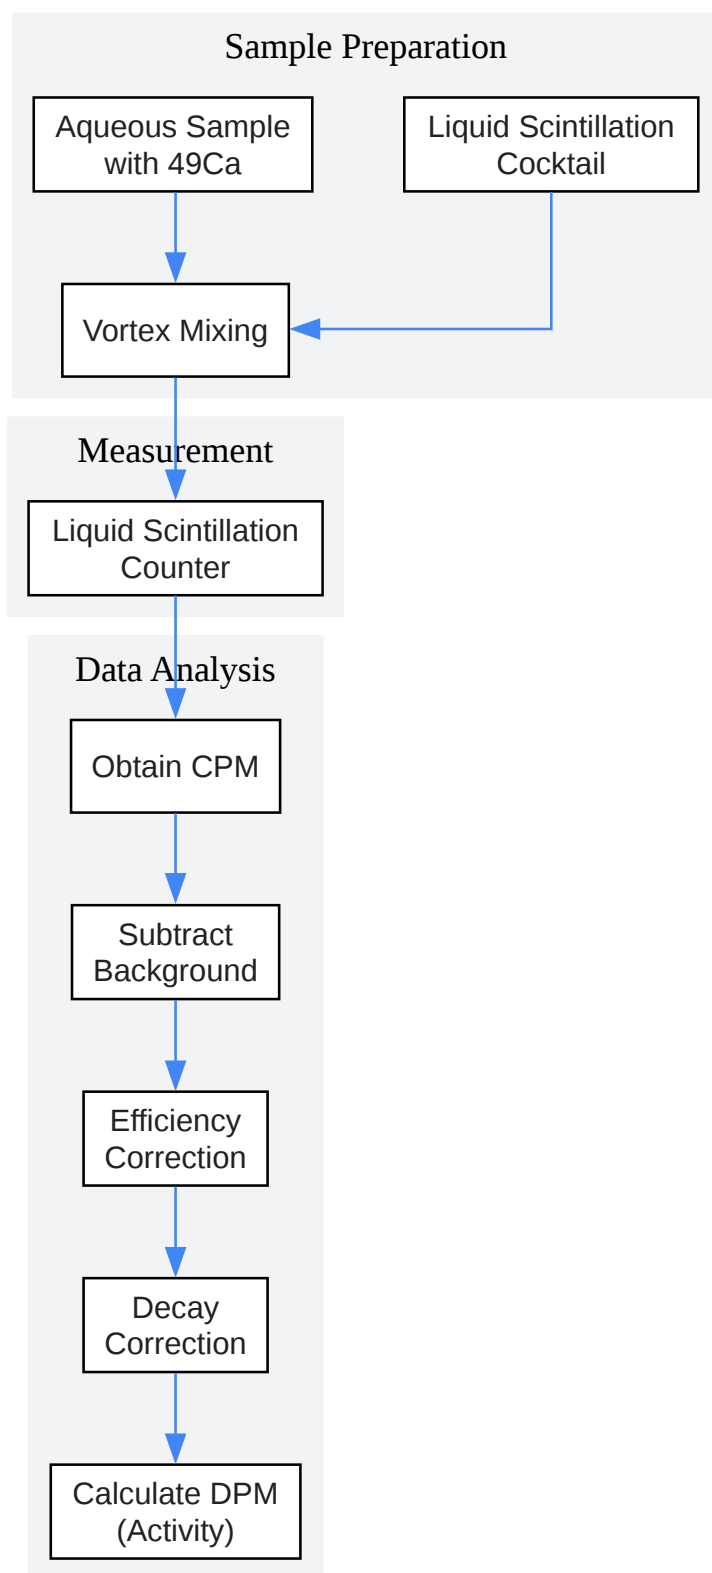 Sample Preparation
Aqueous Sample
with 49Ca
Liquid Scintillation
Cocktail
Vortex Mixing
Measurement
Liquid Scintillation
Counter
Data Analysis
Obtain CPM
Subtract
Background
Efficiency
Correction
Decay
Correction
Calculate DPM
(Activity)